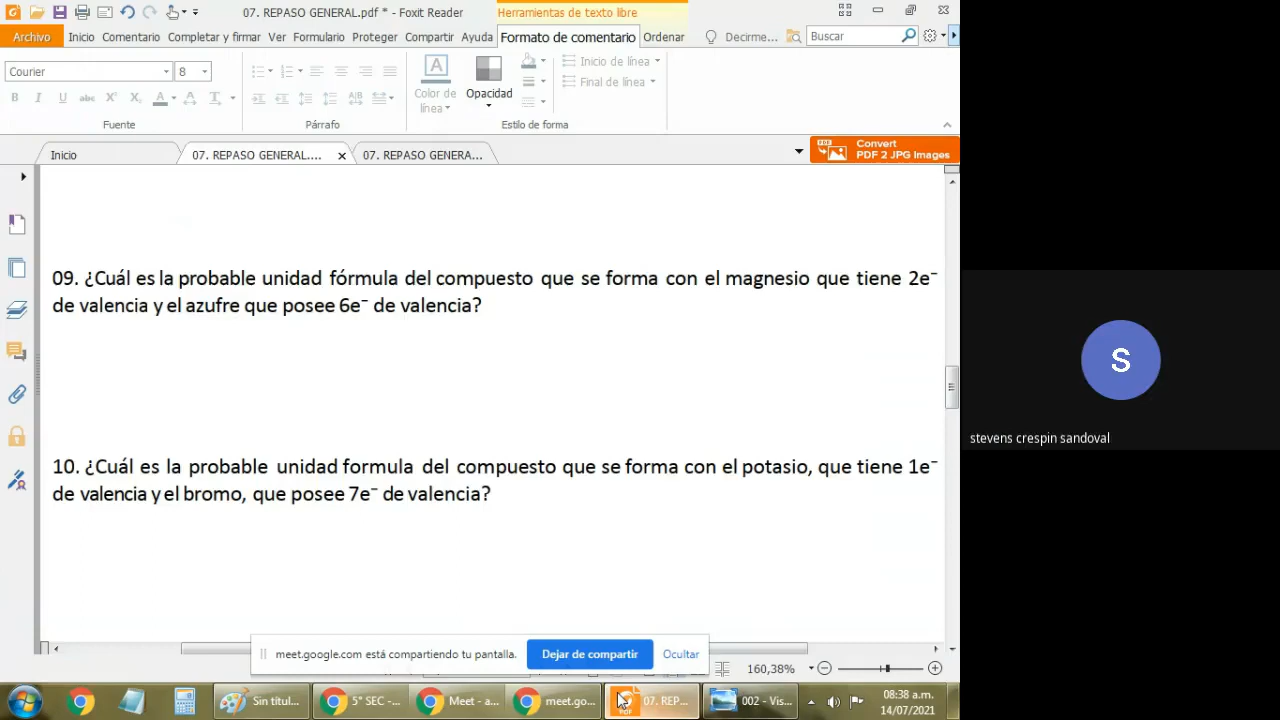 07. REPASO GENERAL.pdf * - Foxit Reader
Herramientas de texto libre
Archivo Inicio Comentario Completar y firmar Ver Formulario Proteger Compartir Ayuda Formato de comentario Ordenar Decirme... Buscar
Courier 8
Color de línea
Opacidad
Inicio de línea
Final de línea
Fuente Párrafo Estilo de forma
Inicio 07. REPASO GENERAL.... 07. REPASO GENERA...
Convert
PDF 2 JPG Images
09. ¿Cuál es la probable unidad fórmula del compuesto que se forma con el magnesio que tiene 2e⁻
de valencia y el azufre que posee 6e⁻ de valencia?
10. ¿Cuál es la probable unidad formula del compuesto que se forma con el potasio, que tiene 1e⁻
de valencia y el bromo, que posee 7e⁻ de valencia?
S
stevens crespin sandoval
meet.google.com está compartiendo tu pantalla. Dejar de compartir Ocultar
160,38%
Sin títul... 5° SEC -... Meet - a... meet.go... 07. REP... 002 - Vis...
08:38 a.m.
14/07/2021